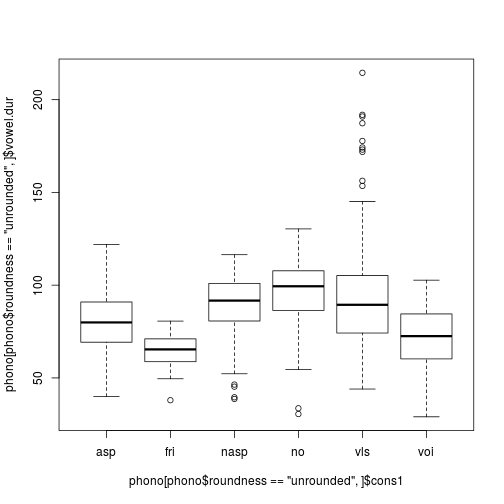 phono[phono$roundness == "unrounded", ]$vowel.dur
200
150
100
50
asp fri nasp no vls voi
phono[phono$roundness == "unrounded", ]$cons1